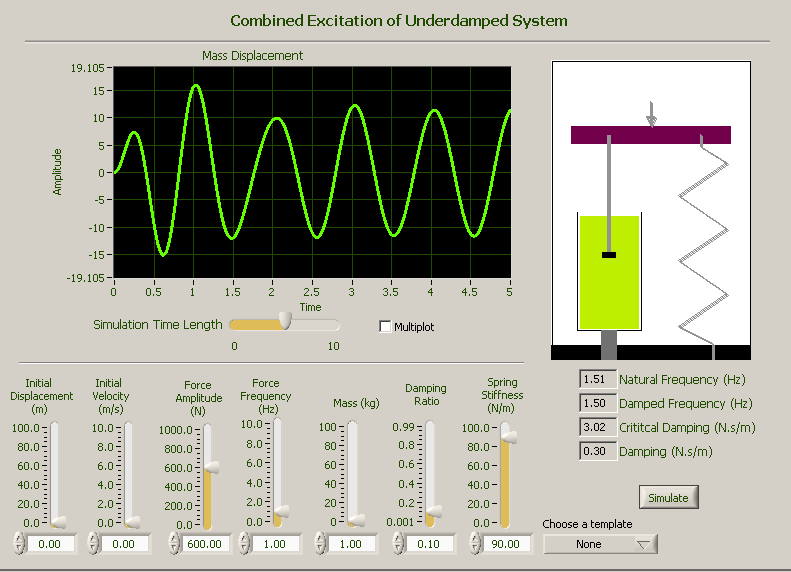 Combined Excitation of Underdamped System
Mass Displacement
19.105
15
10
5
0
-5
-10
-15
-19.105
Amplitude
0 0.5 1 1.5 2 2.5 3 3.5 4 4.5 5
Time
Simulation Time Length
0 10
Multiplot
1.51 Natural Frequency (Hz)
1.50 Damped Frequency (Hz)
3.02 Crititcal Damping (N.s/m)
0.30 Damping (N.s/m)
Simulate
Choose a template
None
Initial
Displacement
(m)
100.0
80.0
60.0
40.0
20.0
0.0
0.00
Initial
Velocity
(m/s)
10.0
8.0
6.0
4.0
2.0
0.0
0.00
Force
Amplitude
(N)
1000.0
800.0
600.0
400.0
200.0
0.0
600.00
Force
Frequency
(Hz)
10.0
8.0
6.0
4.0
2.0
0.0
1.00
Mass (kg)
100
80
60
40
20
0
1.00
Damping
Ratio
0.99
0.8
0.6
0.4
0.2
0.001
0.10
Spring
Stiffness
(N/m)
100.0
80.0
60.0
40.0
20.0
0.0
90.00